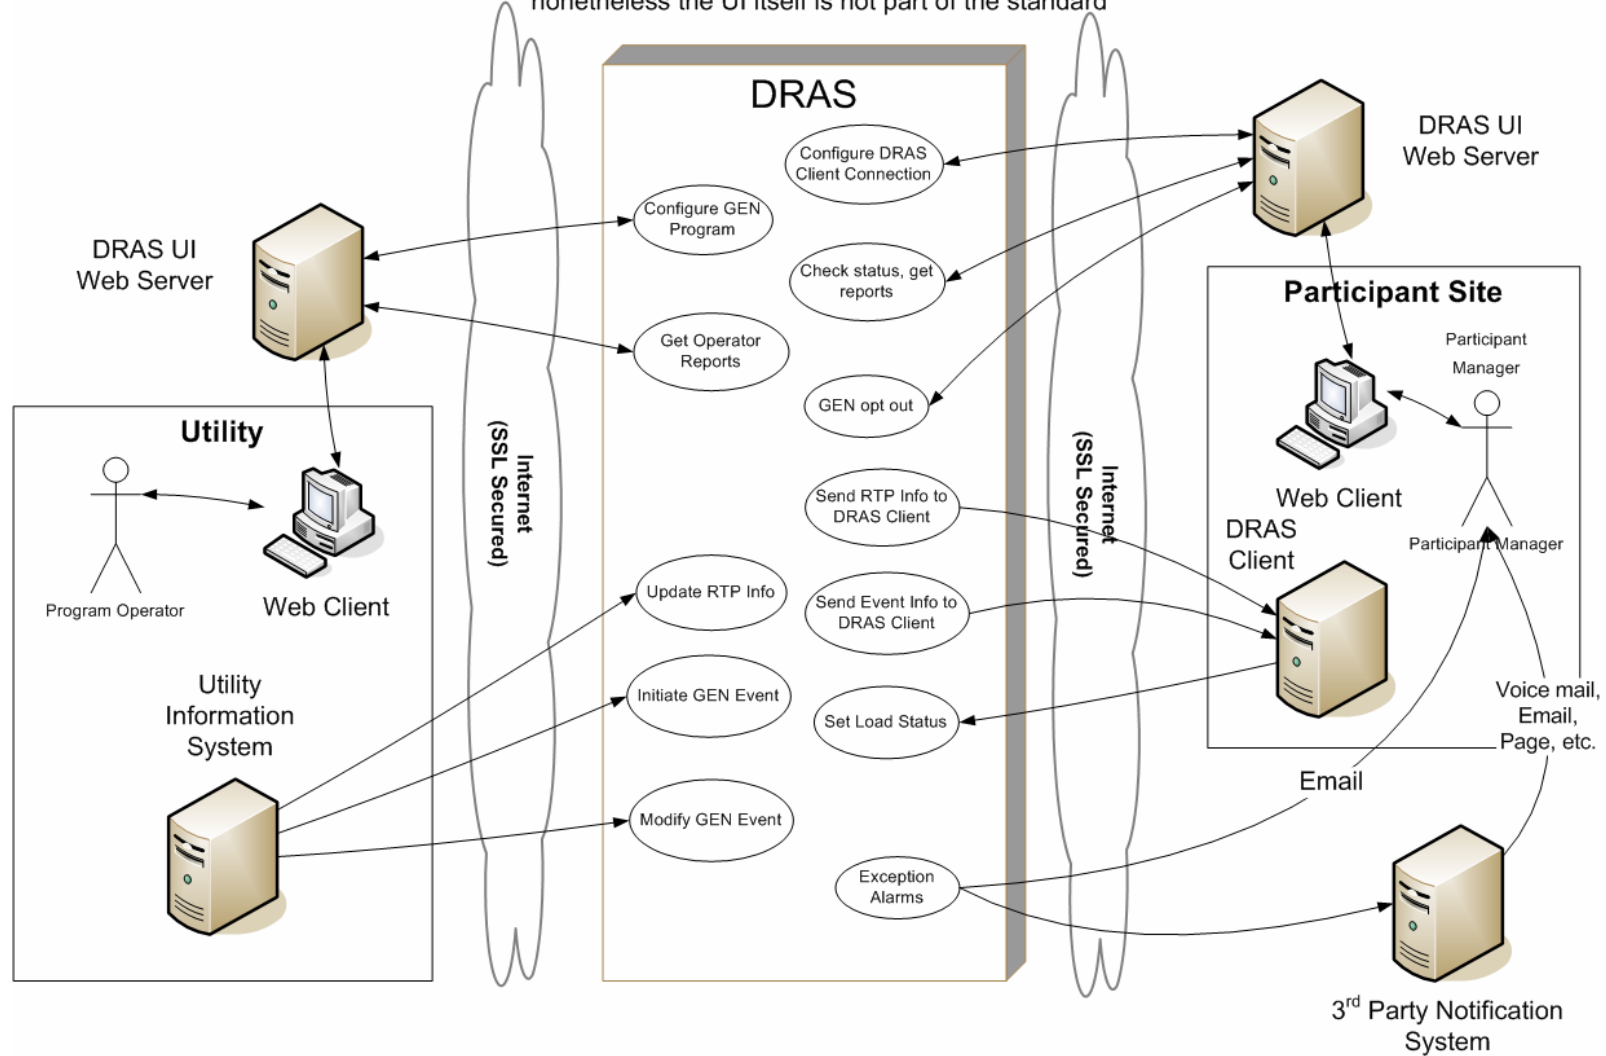 nonetheless the UI itself is not part of the standard
DRAS
Configure DRAS
Client Connection
DRAS UI
Web Server
Configure GEN
Program
DRAS UI
Web Server
Check status, get
reports
Participant Site
Get Operator
Reports
Participant
Manager
GEN opt out
Utility
Internet
(SSL Secured)
Internet
(SSL Secured)
Web Client
Send RTP Info to
DRAS Client
DRAS
Client
Participant Manager
Update RTP Info
Send Event Info to
DRAS Client
Program Operator
Web Client
Utility
Information
System
Initiate GEN Event
Set Load Status
Voice mail,
Email,
Page, etc.
Email
Modify GEN Event
Exception
Alarms
3rd Party Notification
System